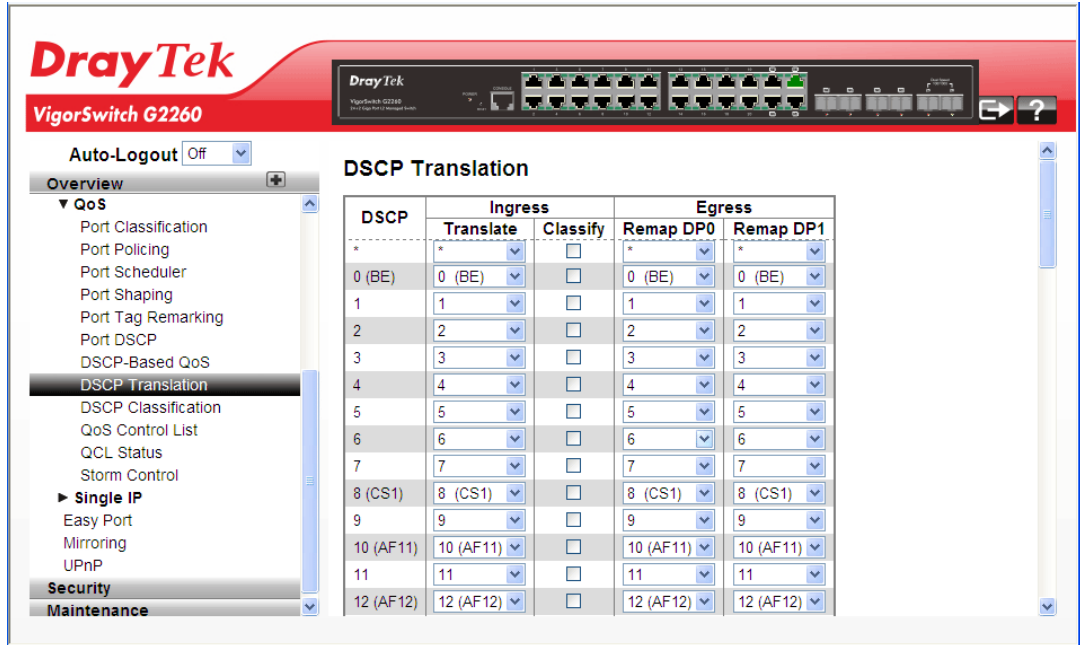 DrayTek
VigorSwitch G2260
DrayTek
VigorSwitch G2260
POWER
CONSOLE
Auto-Logout Off
Overview
▼ QoS
Port Classification
Port Policing
Port Scheduler
Port Shaping
Port Tag Remarking
Port DSCP
DSCP-Based QoS
DSCP Translation
DSCP Classification
QoS Control List
QCL Status
Storm Control
► Single IP
Easy Port
Mirroring
UPnP
Security
Maintenance
DSCP Translation
DSCP Ingress Egress
Translate Classify Remap DP0 Remap DP1
* * * *
0 (BE) 0 (BE) 0 (BE) 0 (BE)
1 1 1 1
2 2 2 2
3 3 3 3
4 4 4 4
5 5 5 5
6 6 6 6
7 7 7 7
8 (CS1) 8 (CS1) 8 (CS1) 8 (CS1)
9 9 9 9
10 (AF11) 10 (AF11) 10 (AF11) 10 (AF11)
11 11 11 11
12 (AF12) 12 (AF12) 12 (AF12) 12 (AF12)
?